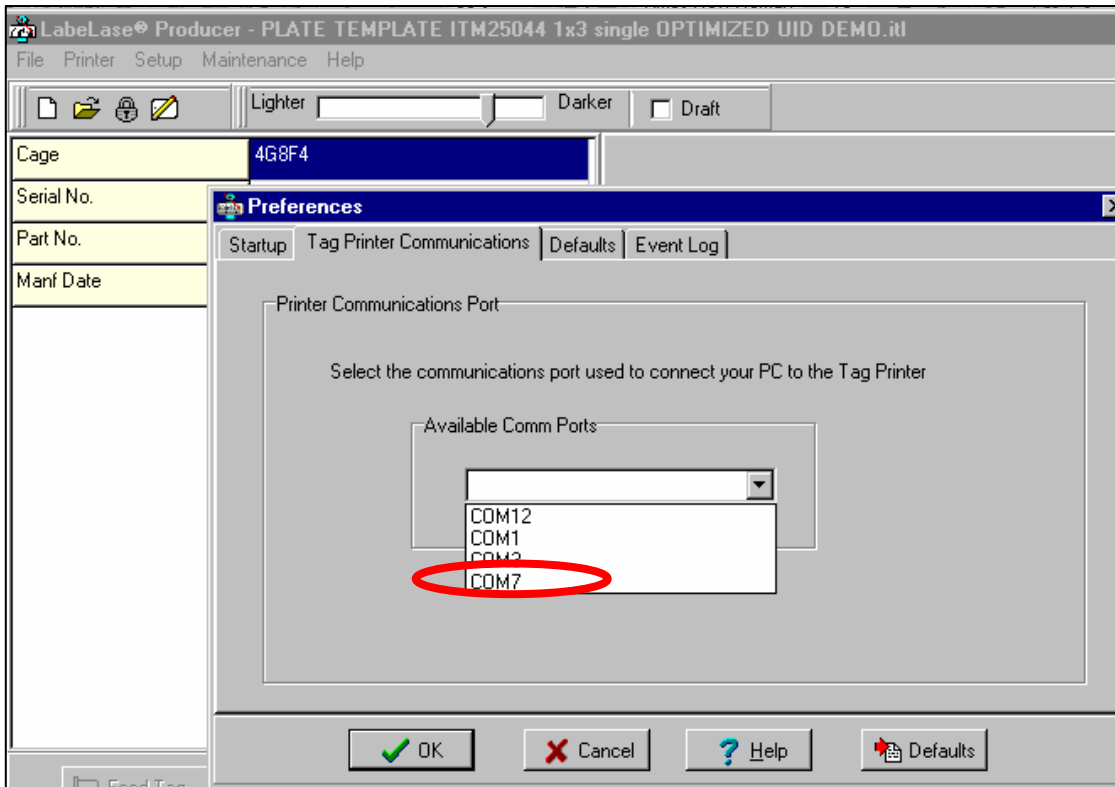 LabeLase® Producer - PLATE TEMPLATE ITM25044 1x3 single OPTIMIZED UID DEMO.itl
File Printer Setup Maintenance Help
Lighter Darker Draft
Cage 4G8F4
Serial No.
Preferences
Part No.
Startup Tag Printer Communications Defaults Event Log
Manf Date
Printer Communications Port
Select the communications port used to connect your PC to the Tag Printer
Available Comm Ports
COM12
COM1
COM3
COM7
OK Cancel Help Defaults
Feed Tag